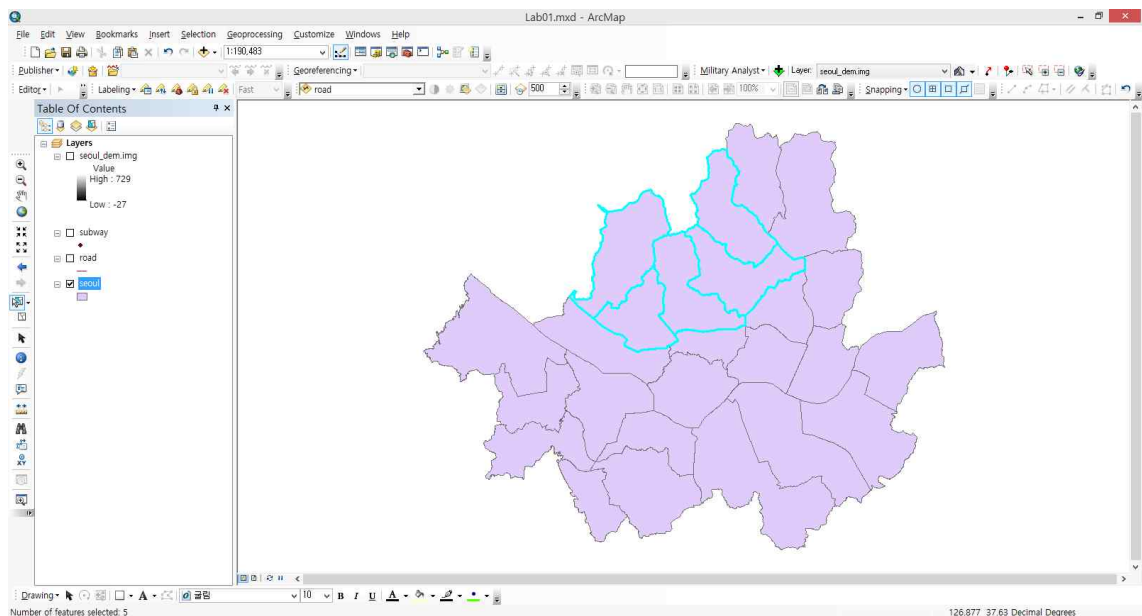 Lab01.mxd - ArcMap
File Edit View Bookmarks Insert Selection Geoprocessing Customize Windows Help
1:190,483
Publisher Georeferencing Military Analyst Layer: seoul_dem.img
Editor Labeling Fast road 500 100% Snapping
Table Of Contents
Layers
seoul_dem.img
Value
High : 729
Low : -27
subway
road
seoul
Drawing A 굴림 10 B I U A
Number of features selected: 5 126.877 37.63 Decimal Degrees